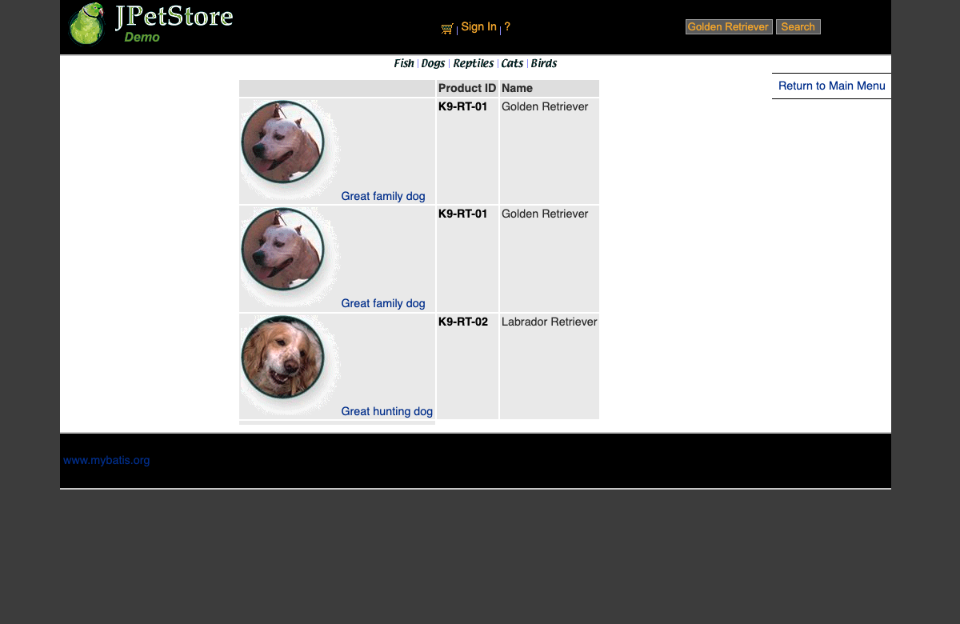 JPetStore
Demo
Sign In | ?
Golden Retriever Search
Fish | Dogs | Reptiles | Cats | Birds
Return to Main Menu
Product ID Name
K9-RT-01 Golden Retriever
Great family dog
K9-RT-01 Golden Retriever
Great family dog
K9-RT-02 Labrador Retriever
Great hunting dog
www.mybatis.org